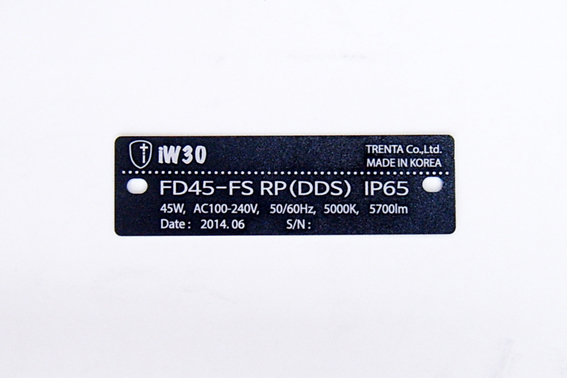 iW30
TRENTA Co.,Ltd.
MADE IN KOREA
FD45-FS RP(DDS) IP65
45W, AC100-240V, 50/60Hz, 5000K, 5700lm
Date : 2014. 06 S/N :